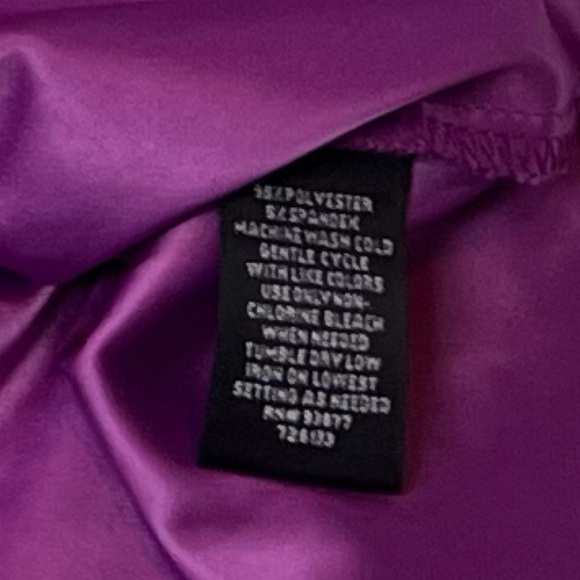 95% POLYESTER
5% SPANDEX
MACHINE WASH COLD
GENTLE CYCLE
WITH LIKE COLORS
USE ONLY NON-
CHLORINE BLEACH
WHEN NEEDED
TUMBLE DRY LOW
IRON ON LOWEST
SETTING AS NEEDED
RN# 93677